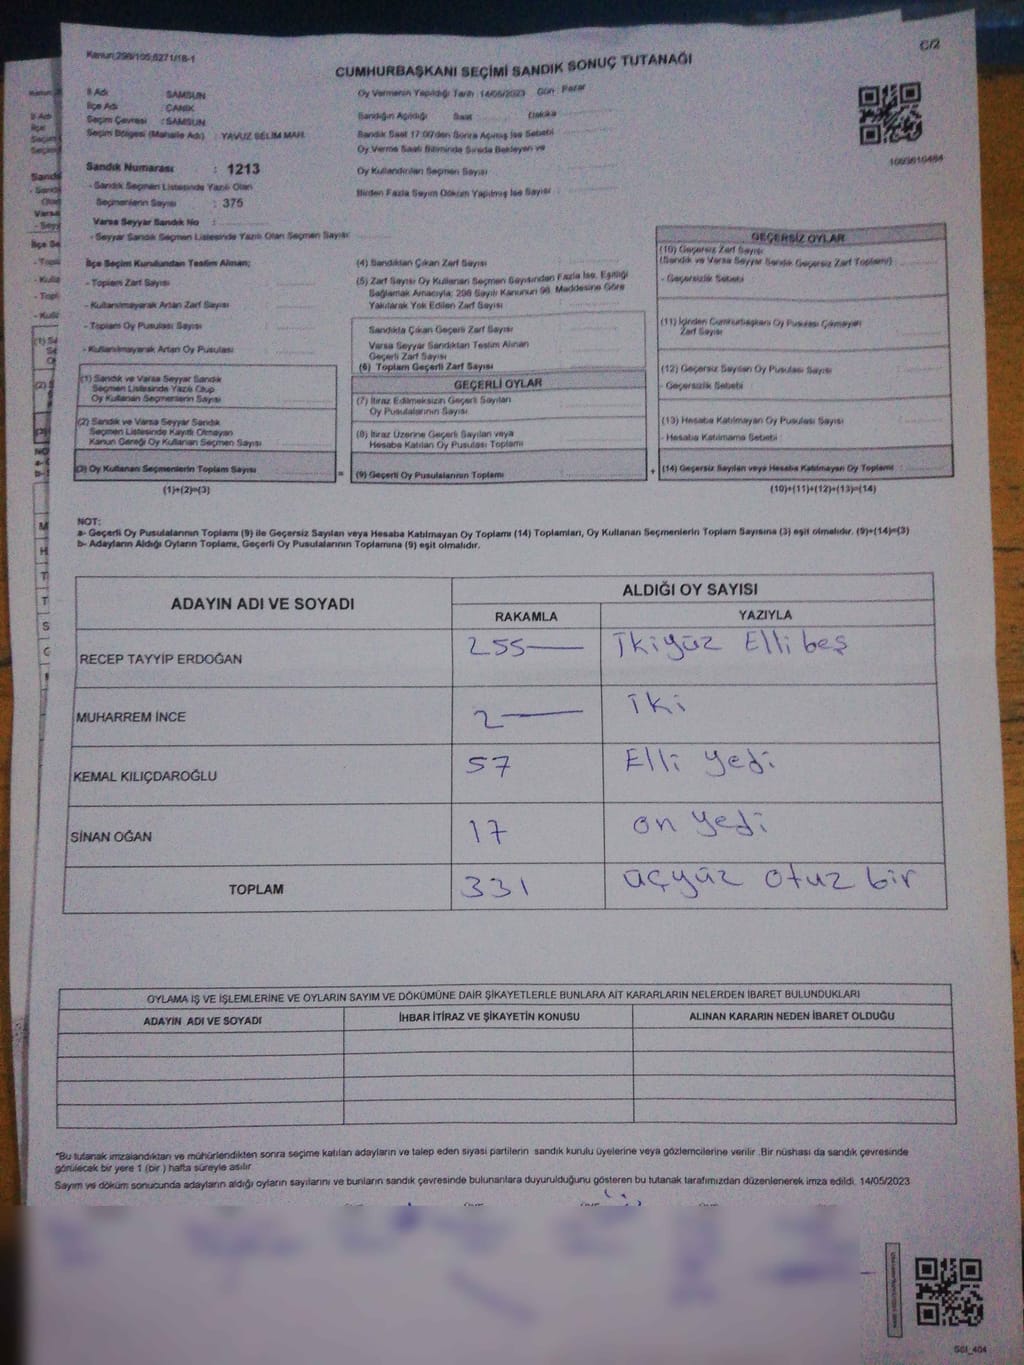 Kanun:298/105;6271/18-1
C/2
CUMHURBAŞKANI SEÇİMİ SANDIK SONUÇ TUTANAĞI
İl Adı SAMSUN
İlçe Adı CANİK
Seçim Çevresi : SAMSUN
Seçim Bölgesi (Mahalle Adı) : YAVUZ SELİM MAH.
Sandık Numarası : 1213
- Sandık Seçmen Listesinde Yazılı Olan
Seçmenlerin Sayısı : 375
Varsa Seyyar Sandık No :
- Seyyar Sandık Seçmen Listesinde Yazılı Olan Seçmen Sayısı
Oy Vermenin Yapıldığı Tarih 14/05/2023 Gün Pazar
Sandığın Açıldığı Saat Dakika
Sandık Saat 17:00'den Sonra Açılmış İse Sebebi
Oy Verme Saati Bitiminde Sırada Bekleyen ve
Oy Kullandırılan Seçmen Sayısı
Birden Fazla Sayım Döküm Yapılmış İse Sayısı
İlçe Seçim Kurulundan Teslim Alınan;
- Toplam Zarf Sayısı
- Kullanılmayarak Artan Zarf Sayısı
- Toplam Oy Pusulası Sayısı
- Kullanılmayarak Artan Oy Pusulası
(1) Sandık ve Varsa Seyyar Sandık
Seçmen Listesinde Yazılı Olup
Oy Kullanan Seçmenlerin Sayısı
(2) Sandık ve Varsa Seyyar Sandık
Seçmen Listesinde Kayıtlı Olmayan
Kanun Gereği Oy Kullanan Seçmen Sayısı
(3) Oy Kullanan Seçmenlerin Toplam Sayısı
(1)+(2)=(3)
(4) Sandıktan Çıkan Zarf Sayısı
(5) Zarf Sayısı Oy Kullanan Seçmen Sayısından Fazla İse, Eşitliği
Sağlamak Amacıyla; 298 Sayılı Kanunun 98. Maddesine Göre
Yakılarak Yok Edilen Zarf Sayısı
Sandıkta Çıkan Geçerli Zarf Sayısı
Varsa Seyyar Sandıktan Teslim Alınan
Geçerli Zarf Sayısı
(6) Toplam Geçerli Zarf Sayısı
GEÇERLİ OYLAR
(7) İtiraz Edilmeksizin Geçerli Sayılan
Oy Pusulalarının Sayısı
(8) İtiraz Üzerine Geçerli Sayılan veya
Hesaba Katılan Oy Pusulası Toplamı
= (9) Geçerli Oy Pusulalarının Toplamı +
1093610484
GEÇERSİZ OYLAR
(10) Geçersiz Zarf Sayısı
(Sandık ve Varsa Seyyar Sandık Geçersiz Zarf Toplamı)
- Geçersizlik Sebebi
(11) İçinden Cumhurbaşkanı Oy Pusulası Çıkmayan
Zarf Sayısı
(12) Geçersiz Sayılan Oy Pusulası Sayısı
- Geçersizlik Sebebi
(13) Hesaba Katılmayan Oy Pusulası Sayısı
- Hesaba Katılmama Sebebi
(14) Geçersiz Sayılan veya Hesaba Katılmayan Oy Toplamı
(10)+(11)+(12)+(13)=(14)
NOT:
a- Geçerli Oy Pusulalarının Toplamı (9) ile Geçersiz Sayılan veya Hesaba Katılmayan Oy Toplamı (14) Toplamları, Oy Kullanan Seçmenlerin Toplam Sayısına (3) eşit olmalıdır. (9)+(14)=(3)
b- Adayların Aldığı Oyların Toplamı, Geçerli Oy Pusulalarının Toplamına (9) eşit olmalıdır.
ADAYIN ADI VE SOYADI ALDIĞI OY SAYISI
RAKAMLA YAZIYLA
RECEP TAYYİP ERDOĞAN 255 İkiyüz Elli beş
MUHARREM İNCE 2 İki
KEMAL KILIÇDAROĞLU 57 Elli yedi
SİNAN OĞAN 17 on yedi
TOPLAM 331 üçyüz otuz bir
OYLAMA İŞ VE İŞLEMLERİNE VE OYLARIN SAYIM VE DÖKÜMÜNE DAİR ŞİKAYETLERLE BUNLARA AİT KARARLARIN NELERDEN İBARET BULUNDUKLARI
ADAYIN ADI VE SOYADI İHBAR İTİRAZ VE ŞİKAYETİN KONUSU ALINAN KARARIN NEDEN İBARET OLDUĞU
*Bu tutanak imzalandıktan ve mühürlendikten sonra seçime katılan adayların ve talep eden siyasi partilerin sandık kurulu üyelerine veya gözlemcilerine verilir .Bir nüshası da sandık çevresinde
görülecek bir yere 1 (bir ) hafta süreyle asılır
Sayım ve döküm sonucunda adayların aldığı oyların sayılarını ve bunların sandık çevresinde bulunanlara duyurulduğunu gösteren bu tutanak tarafımızdan düzenlenerek imza edildi. 14/05/2023